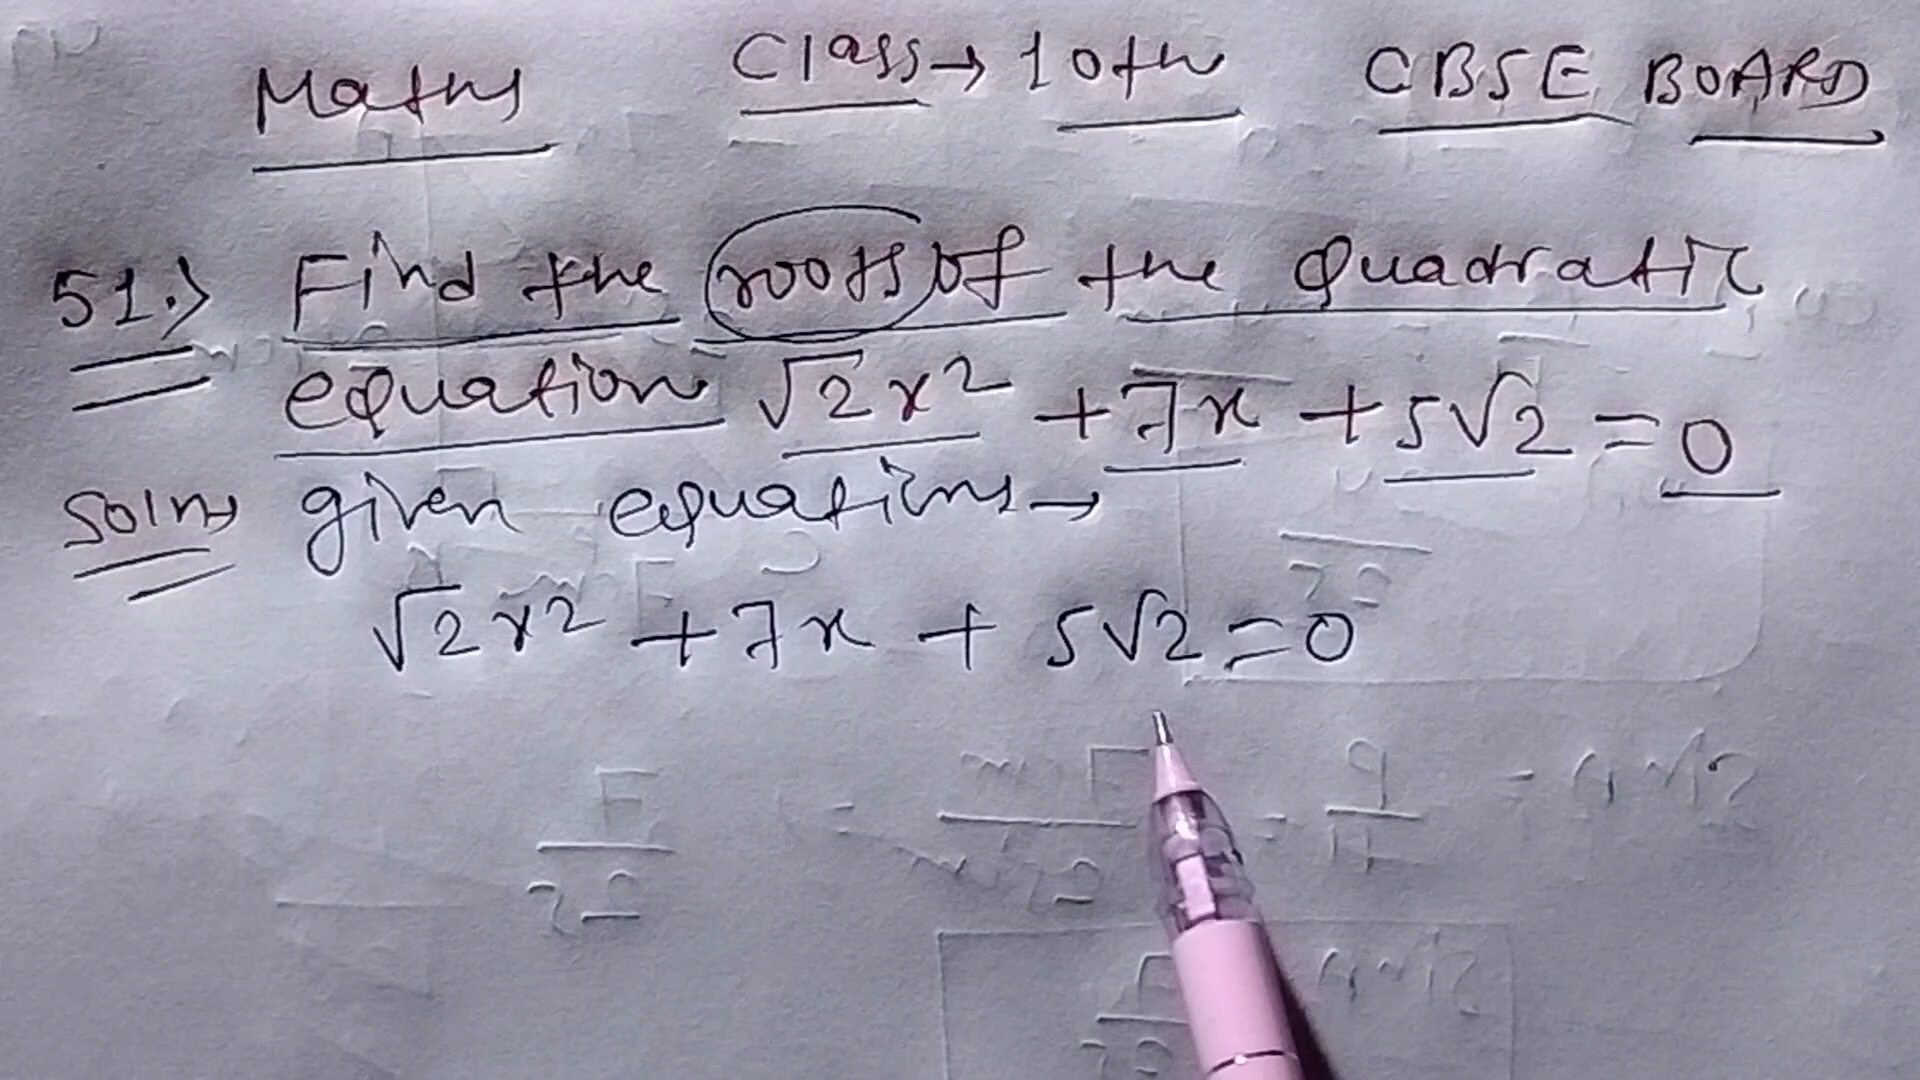 Maths Class → 10th CBSE BOARD
51.> Find the roots of the quadratic
equation √2x² + 7x + 5√2 = 0
Soln→ given equations →
√2x² + 7x + 5√2 = 0